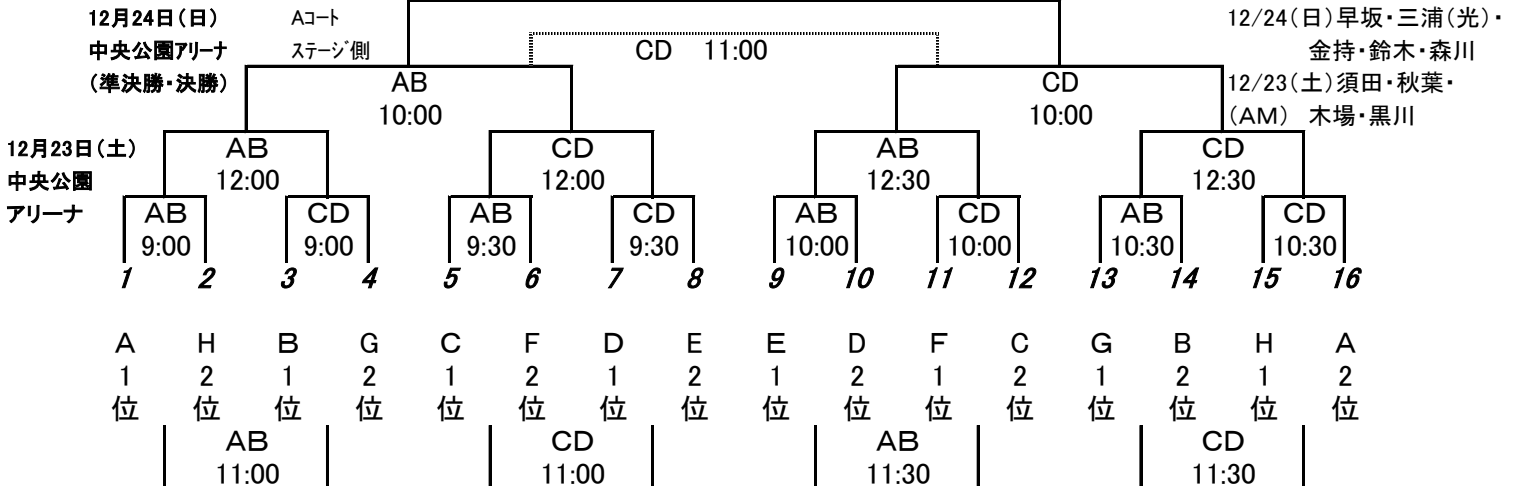 12月24日(日) Aコート 12/24(日)早坂・三浦(光)・
中央公園アリーナ ステージ側 CD 11:00 金持・鈴木・森川
(準決勝・決勝) AB CD 12/23(土)須田・秋葉・
10:00 10:00 (AM) 木場・黒川
12月23日(土) AB CD AB CD
中央公園 12:00 12:00 12:30 12:30
アリーナ AB CD AB CD AB CD AB CD
9:00 9:00 9:30 9:30 10:00 10:00 10:30 10:30
1 2 3 4 5 6 7 8 9 10 11 12 13 14 15 16
A H B G C F D E E D F C G B H A
1 2 1 2 1 2 1 2 1 2 1 2 1 2 1 2
位 位 位 位 位 位 位 位 位 位 位 位 位 位 位 位
AB CD AB CD
11:00 11:00 11:30 11:30